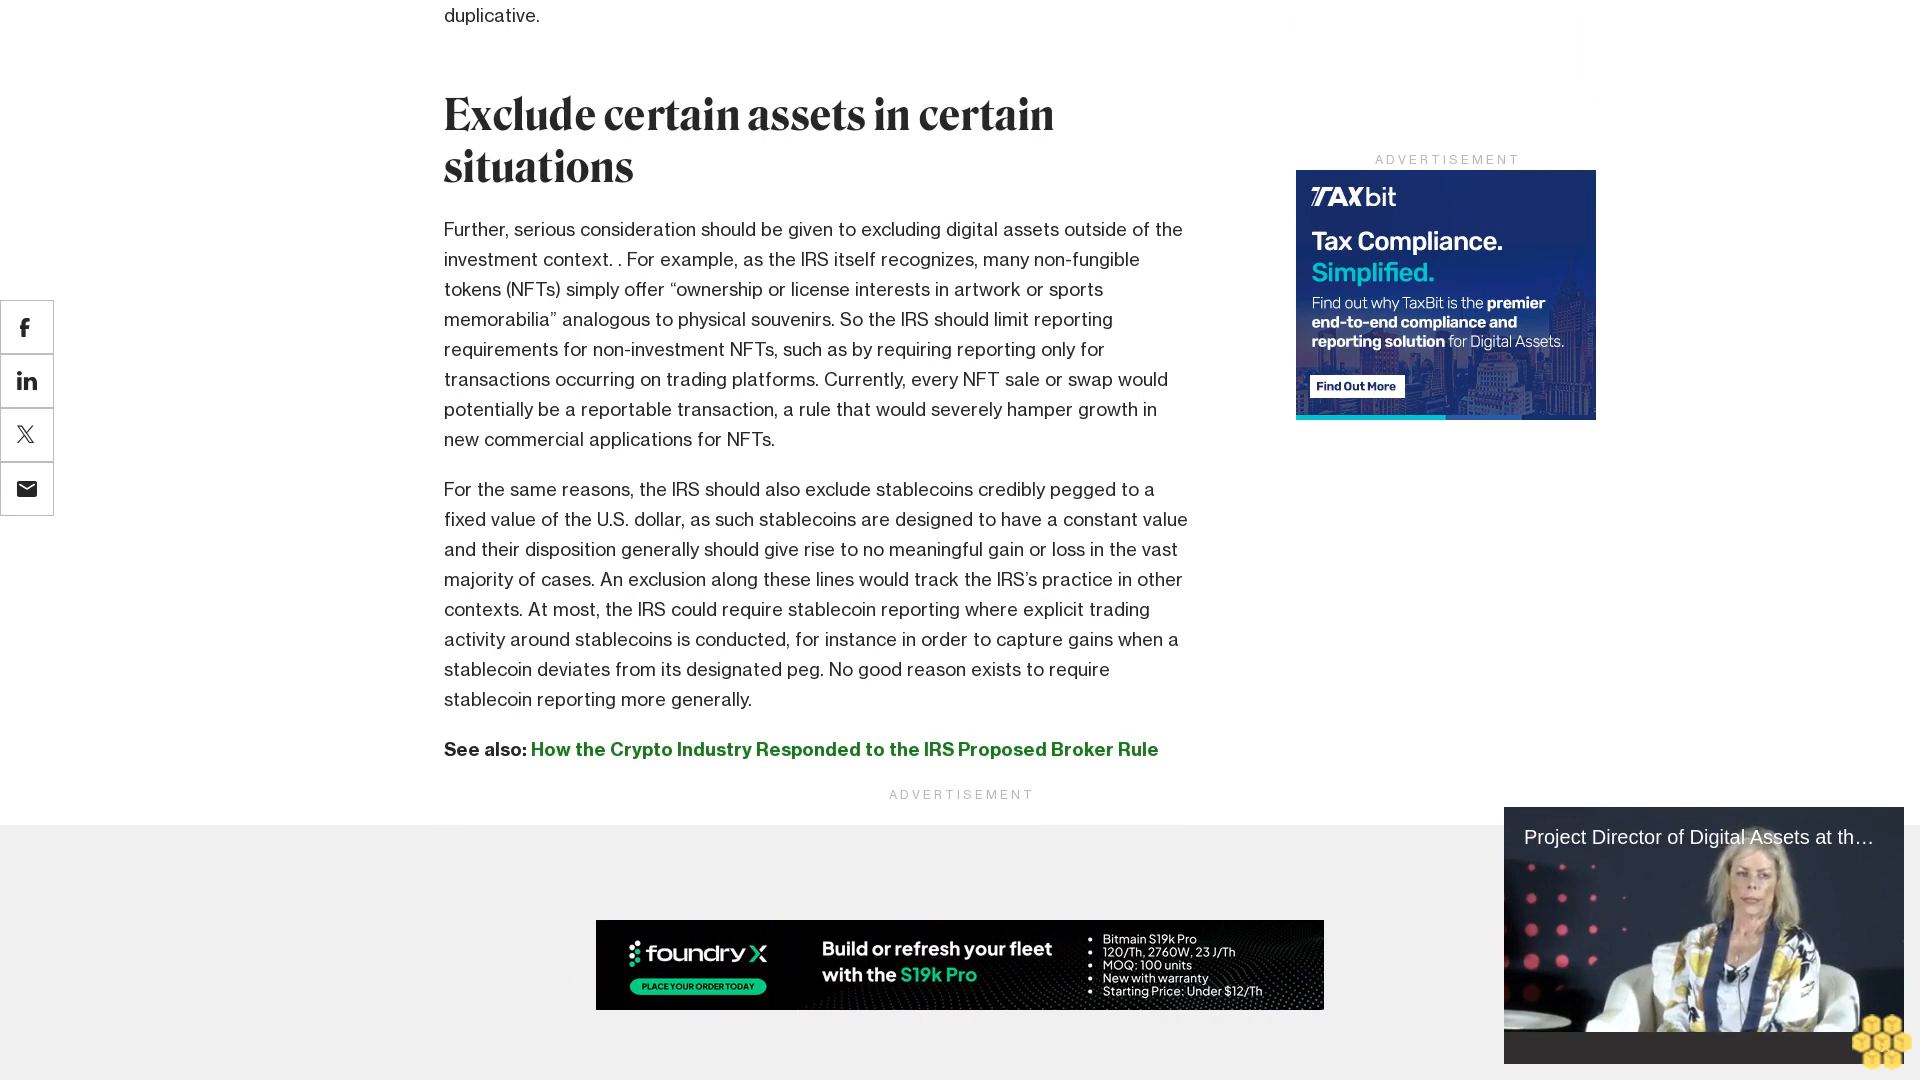 duplicative.
Exclude certain assets in certain
situations
Further, serious consideration should be given to excluding digital assets outside of the
investment context. . For example, as the IRS itself recognizes, many non-fungible
tokens (NFTs) simply offer “ownership or license interests in artwork or sports
memorabilia” analogous to physical souvenirs. So the IRS should limit reporting
requirements for non-investment NFTs, such as by requiring reporting only for
transactions occurring on trading platforms. Currently, every NFT sale or swap would
potentially be a reportable transaction, a rule that would severely hamper growth in
new commercial applications for NFTs.
For the same reasons, the IRS should also exclude stablecoins credibly pegged to a
fixed value of the U.S. dollar, as such stablecoins are designed to have a constant value
and their disposition generally should give rise to no meaningful gain or loss in the vast
majority of cases. An exclusion along these lines would track the IRS’s practice in other
contexts. At most, the IRS could require stablecoin reporting where explicit trading
activity around stablecoins is conducted, for instance in order to capture gains when a
stablecoin deviates from its designated peg. No good reason exists to require
stablecoin reporting more generally.
See also: How the Crypto Industry Responded to the IRS Proposed Broker Rule
ADVERTISEMENT
TAXbit
Tax Compliance.
Simplified.
Find out why TaxBit is the premier
end-to-end compliance and
reporting solution for Digital Assets.
Find Out More
ADVERTISEMENT
foundry X
PLACE YOUR ORDER TODAY
Build or refresh your fleet
with the S19k Pro
• Bitmain S19k Pro
• 120/Th, 2760W, 23 J/Th
• MOQ: 100 units
• New with warranty
• Starting Price: Under $12/Th
Project Director of Digital Assets at th…